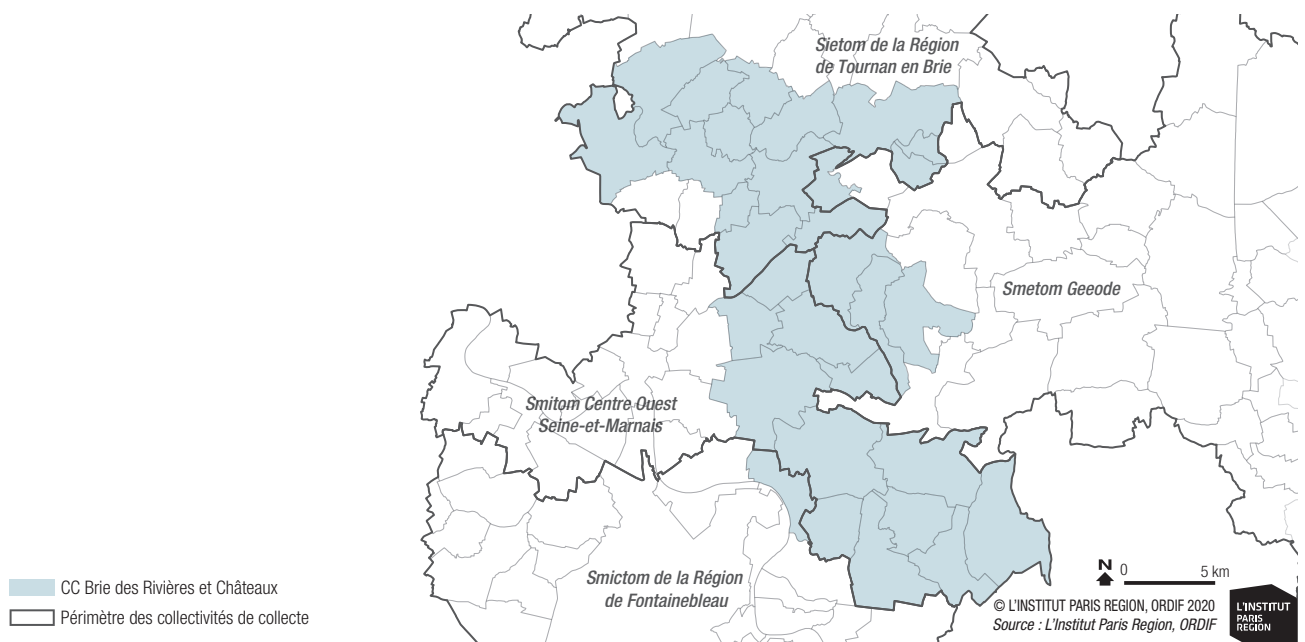 Sietom de la Région
de Tournan en Brie
Smetom Geeode
Smitom Centre Ouest
Seine-et-Marnais
Smictom de la Région
de Fontainebleau
CC Brie des Rivières et Châteaux
Périmètre des collectivités de collecte
N
0 5 km
© L'INSTITUT PARIS REGION, ORDIF 2020
Source : L'Institut Paris Region, ORDIF
L'INSTITUT
PARIS
REGION